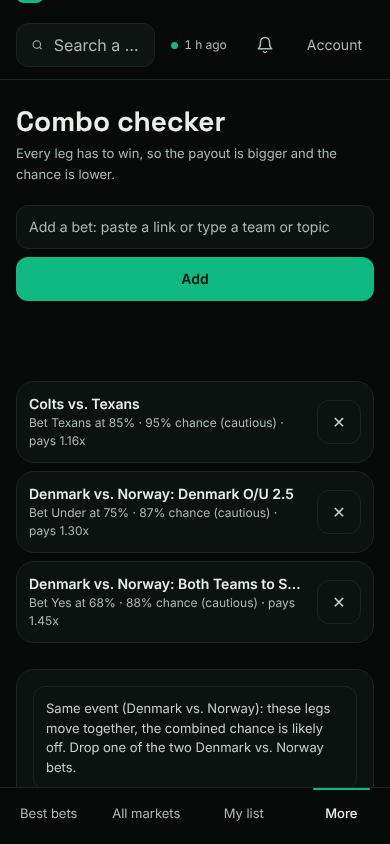 Search a ...
1 h ago
Account
Combo checker
Every leg has to win, so the payout is bigger and the
chance is lower.
Add a bet: paste a link or type a team or topic
Add
Colts vs. Texans
Bet Texans at 85% · 95% chance (cautious) ·
pays 1.16x
Denmark vs. Norway: Denmark O/U 2.5
Bet Under at 75% · 87% chance (cautious) ·
pays 1.30x
Denmark vs. Norway: Both Teams to S...
Bet Yes at 68% · 88% chance (cautious) · pays
1.45x
Same event (Denmark vs. Norway): these legs
move together, the combined chance is likely
off. Drop one of the two Denmark vs. Norway
bets.
Best bets
All markets
My list
More